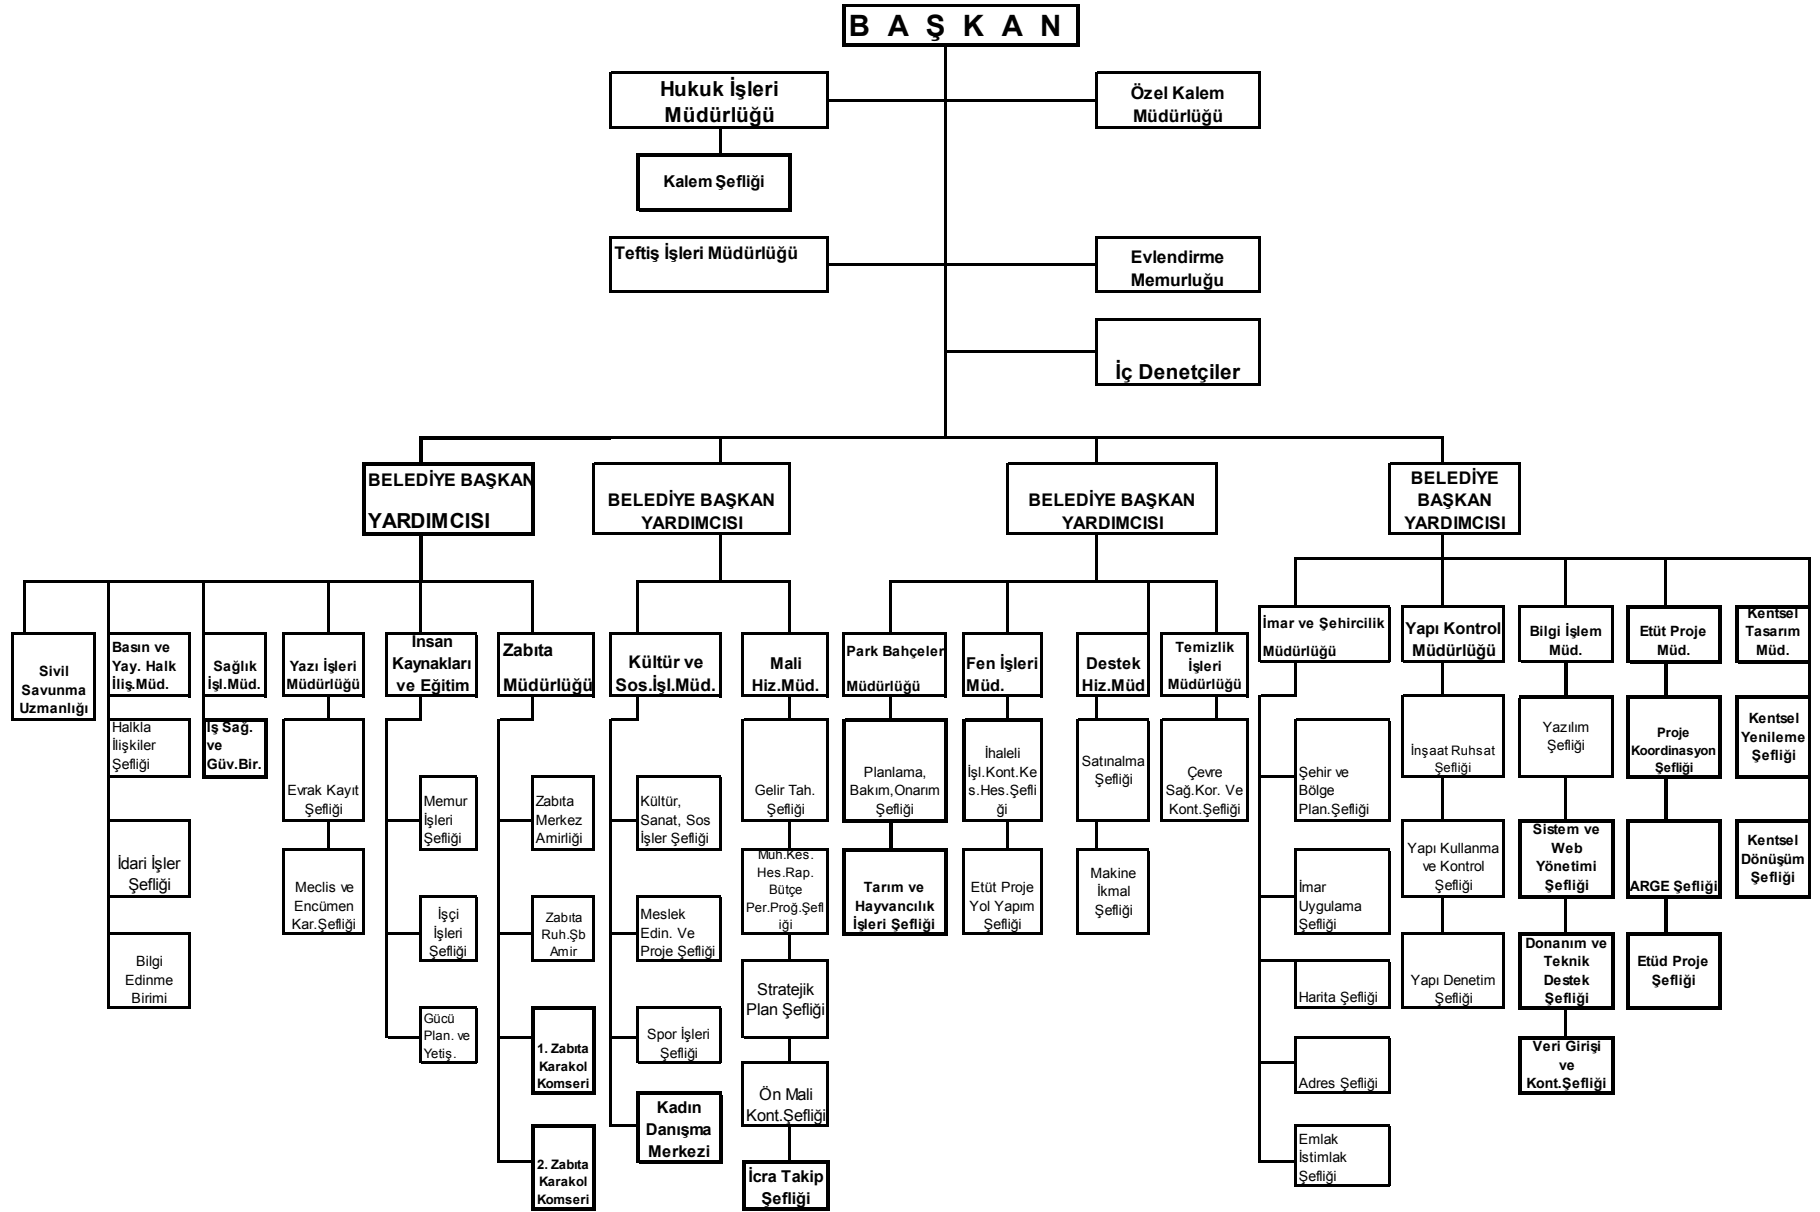 B A Ş K A N
Hukuk İşleri
Müdürlüğü
Özel Kalem
Müdürlüğü
Kalem Şefliği
Teftiş İşleri Müdürlüğü
Evlendirme
Memurluğu
İç Denetçiler
BELEDİYE BAŞKAN
YARDIMCISI
BELEDİYE BAŞKAN
YARDIMCISI
BELEDİYE BAŞKAN
YARDIMCISI
BELEDİYE
BAŞKAN
YARDIMCISI
Sivil
Savunma
Uzmanlığı
Basın ve
Yay. Halk
İliş.Müd.
Sağlık
İşl.Müd.
Yazı İşleri
Müdürlüğü
İnsan
Kaynakları
ve Eğitim
Zabıta
Müdürlüğü
Kültür ve
Sos.İşl.Müd.
Mali
Hiz.Müd.
Park Bahçeler
Müdürlüğü
Fen İşleri
Müd.
Destek
Hiz.Müd
Temizlik
İşleri
Müdürlüğü
İmar ve Şehircilik
Müdürlüğü
Yapı Kontrol
Müdürlüğü
Bilgi İşlem
Müd.
Etüt Proje
Müd.
Kentsel
Tasarım
Müd.
Halkla
İlişkiler
Şefliği
İdari İşler
Şefliği
Bilgi
Edinme
Birimi
İş Sağ.
ve
Güv.Bir.
Evrak Kayıt
Şefliği
Meclis ve
Encümen
Kar.Şefliği
Memur
İşleri
Şefliği
İşçi
İşleri
Şefliği
Gücü
Plan. ve
Yetiş.
Zabıta
Merkez
Amirliği
Zabıta
Ruh.Şb
Amir
1. Zabıta
Karakol
Komseri
2. Zabıta
Karakol
Komseri
Kültür,
Sanat, Sos
İşler Şefliği
Meslek
Edin. Ve
Proje Şefliği
Spor İşleri
Şefliği
Kadın
Danışma
Merkezi
Gelir Tah.
Şefliği
Muh.Kes.
Hes.Rap.
Bütçe
Per.Proğ.Şefl
iği
Stratejik
Plan Şefliği
Ön Mali
Kont.Şefliği
İcra Takip
Şefliği
Planlama,
Bakım,Onarım
Şefliği
Tarım ve
Hayvancılık
İşleri Şefliği
İhaleli
İşl.Kont.Ke
s.Hes.Şefli
ği
Etüt Proje
Yol Yapım
Şefliği
Satınalma
Şefliği
Makine
İkmal
Şefliği
Çevre
Sağ.Kor. Ve
Kont.Şefliği
Şehir ve
Bölge
Plan.Şefliği
İmar
Uygulama
Şefliği
Harita Şefliği
Adres Şefliği
Emlak
İstimlak
Şefliği
İnşaat Ruhsat
Şefliği
Yapı Kullanma
ve Kontrol
Şefliği
Yapı Denetim
Şefliği
Yazılım
Şefliği
Sistem ve
Web
Yönetimi
Şefliği
Donanım ve
Teknik
Destek
Şefliği
Veri Girişi
ve
Kont.Şefliği
Proje
Koordinasyon
Şefliği
ARGE Şefliği
Etüd Proje
Şefliği
Kentsel
Yenileme
Şefliği
Kentsel
Dönüşüm
Şefliği